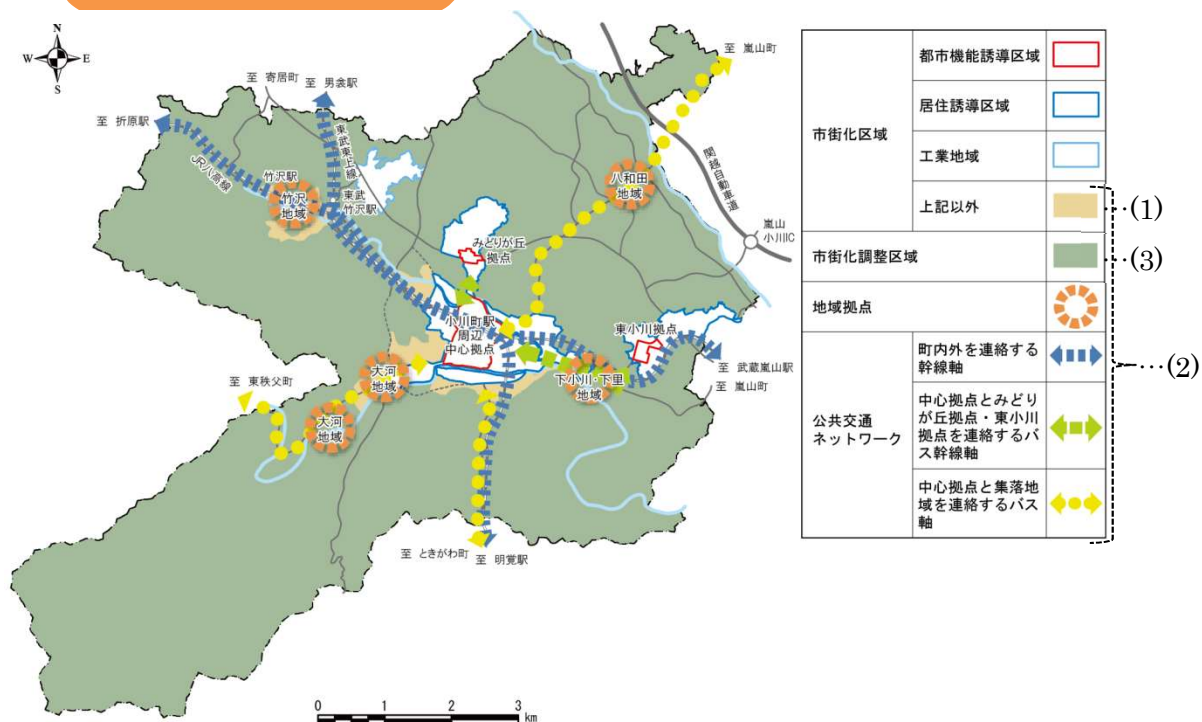 N
W E
S
至 嵐山町
至 寄居町
至 男衾駅
至 折原駅
東武東上線
JR八高線
竹沢駅
竹沢
地域
東武
竹沢駅
八和田
地域
関越自動車道
嵐山
小川IC
みどりが丘
拠点
小川町駅
周辺
中心拠点
東小川拠点
至 武蔵嵐山駅
至 嵐山町
下小川・下里
地域
大河
地域
至 東秩父町
大河
地域
至 ときがわ町
至 明覚駅
0 1 2 3
km
市街化区域
都市機能誘導区域
居住誘導区域
工業地域
上記以外
(1)
市街化調整区域
(3)
地域拠点
(2)
公共交通
ネットワーク
町内外を連絡する
幹線軸
中心拠点とみどり
が丘拠点・東小川
拠点を連絡するバ
ス幹線軸
中心拠点と集落地
域を連絡するバス
軸